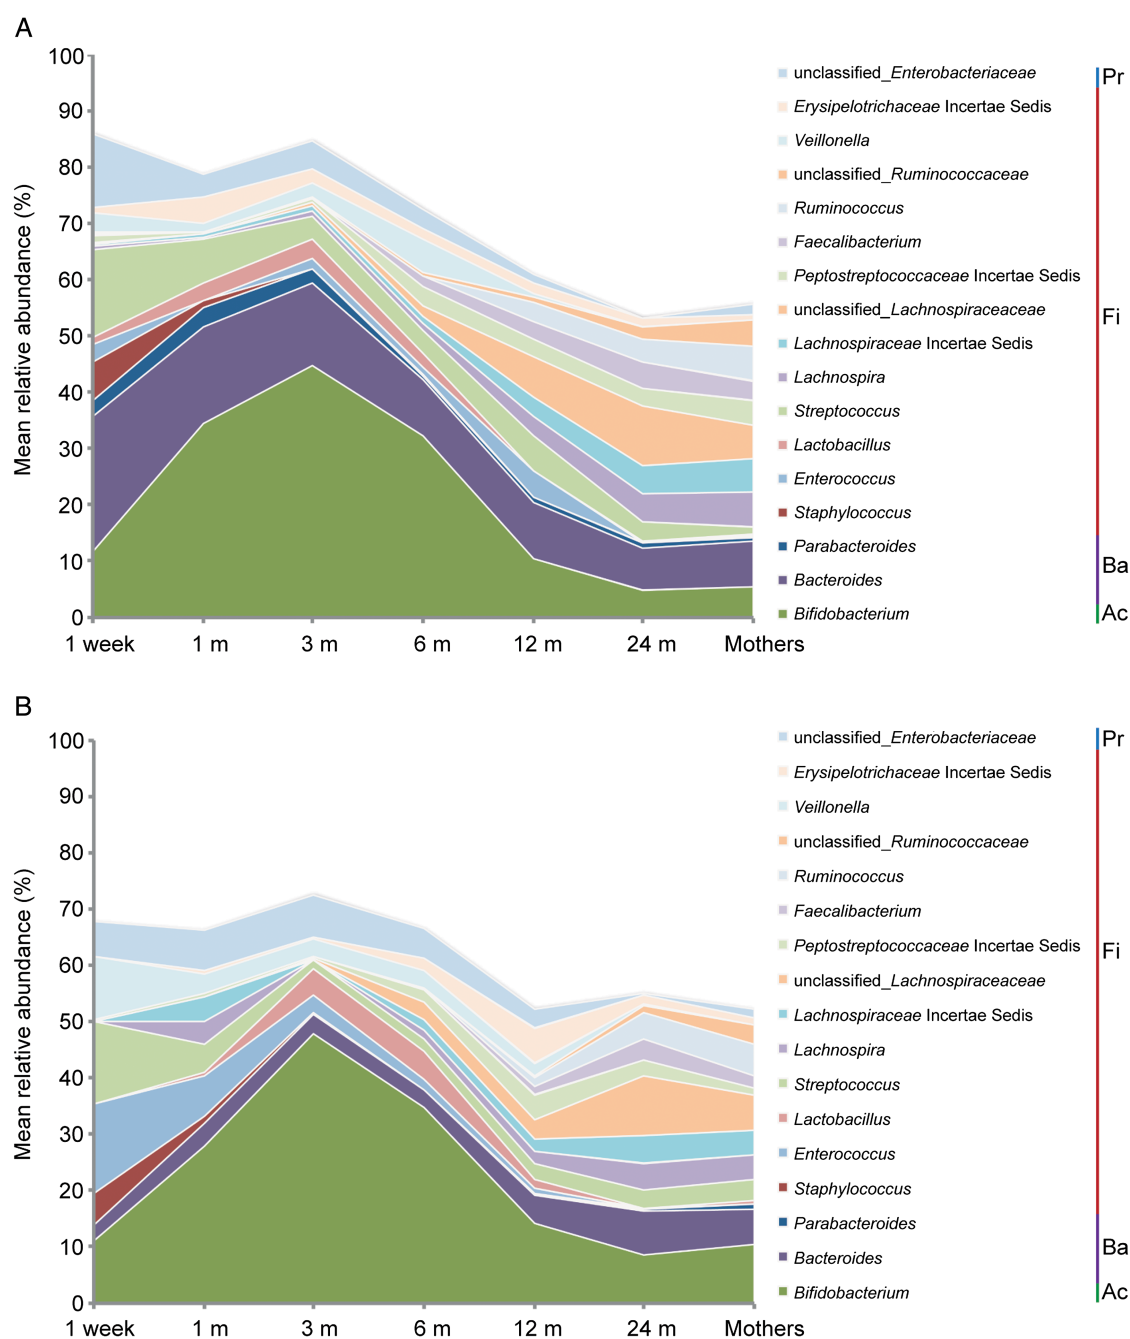 A
Mean relative abundance (%)
100
90
80
70
60
50
40
30
20
10
0
1 week 1 m 3 m 6 m 12 m 24 m Mothers
unclassified_Enterobacteriaceae
Erysipelotrichaceae Incertae Sedis
Veillonella
unclassified_Ruminococcaceae
Ruminococcus
Faecalibacterium
Peptostreptococcaceae Incertae Sedis
unclassified_Lachnospiraceaceae
Lachnospiraceae Incertae Sedis
Lachnospira
Streptococcus
Lactobacillus
Enterococcus
Staphylococcus
Parabacteroides
Bacteroides
Bifidobacterium
Pr
Fi
Ba
Ac
B
Mean relative abundance (%)
100
90
80
70
60
50
40
30
20
10
0
1 week 1 m 3 m 6 m 12 m 24 m Mothers
unclassified_Enterobacteriaceae
Erysipelotrichaceae Incertae Sedis
Veillonella
unclassified_Ruminococcaceae
Ruminococcus
Faecalibacterium
Peptostreptococcaceae Incertae Sedis
unclassified_Lachnospiraceaceae
Lachnospiraceae Incertae Sedis
Lachnospira
Streptococcus
Lactobacillus
Enterococcus
Staphylococcus
Parabacteroides
Bacteroides
Bifidobacterium
Pr
Fi
Ba
Ac